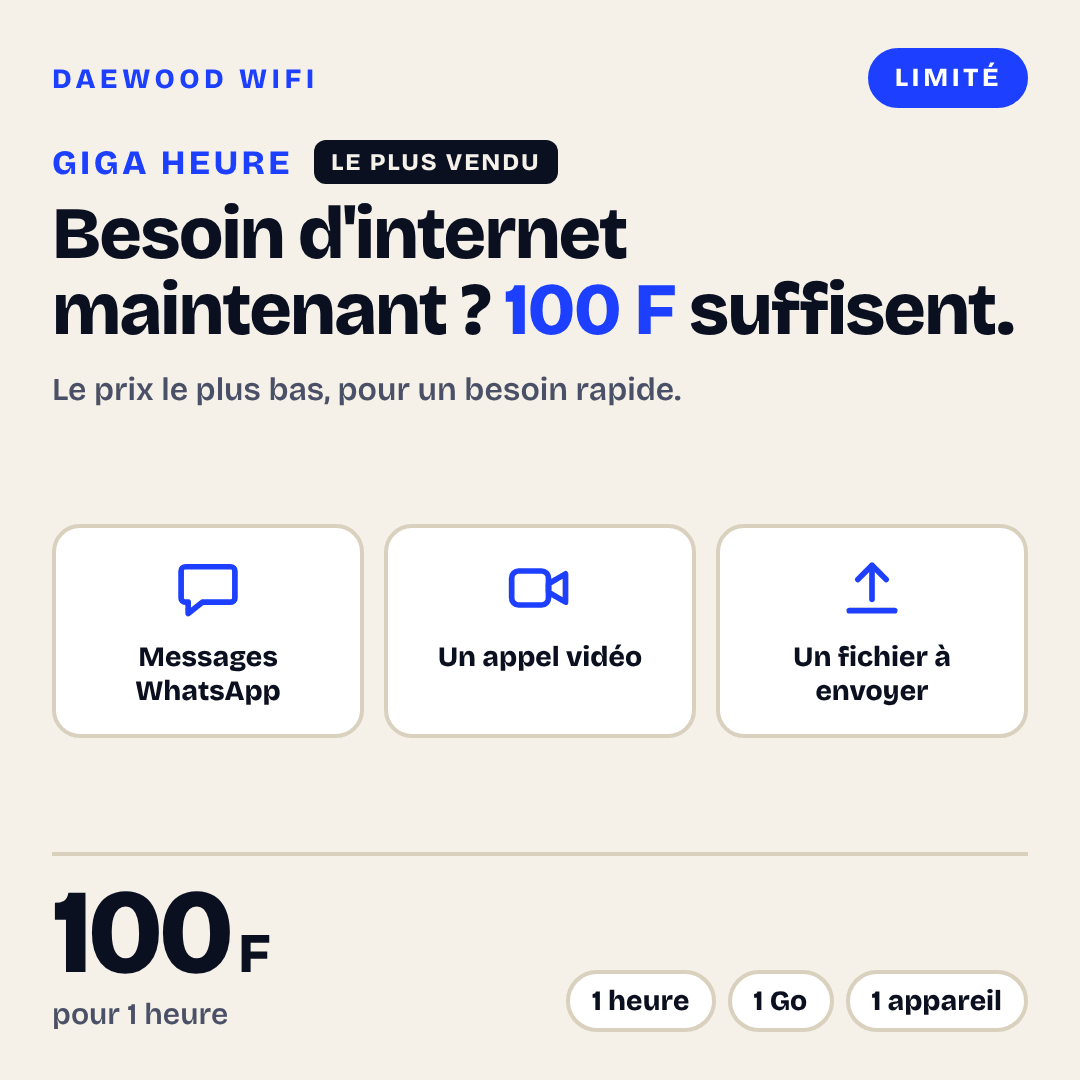 DAEWOOD WIFI
LIMITÉ
GIGA HEURE
LE PLUS VENDU
Besoin d'internet
maintenant ? 100 F suffisent.
Le prix le plus bas, pour un besoin rapide.
Messages
WhatsApp
Un appel vidéo
Un fichier à
envoyer
100 F
pour 1 heure
1 heure
1 Go
1 appareil